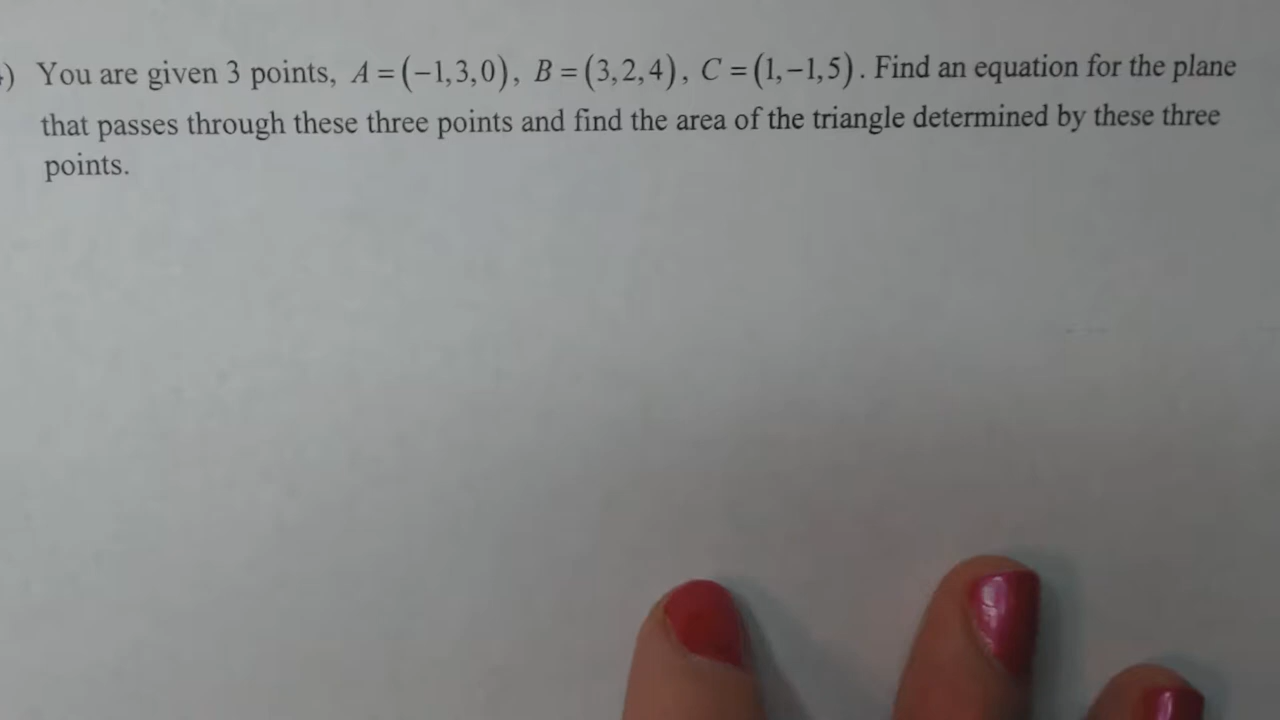 ) You are given 3 points, A = (−1,3,0), B = (3,2,4), C = (1,−1,5). Find an equation for the plane
that passes through these three points and find the area of the triangle determined by these three
points.